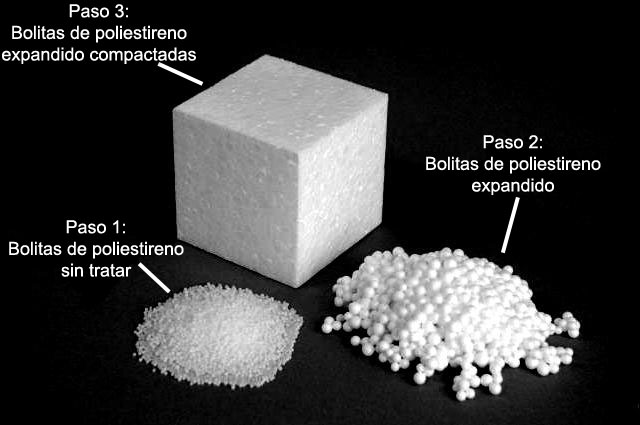 Paso 3:
Bolitas de poliestireno
expandido compactadas
Paso 2:
Bolitas de poliestireno
expandido
Paso 1:
Bolitas de poliestireno
sin tratar